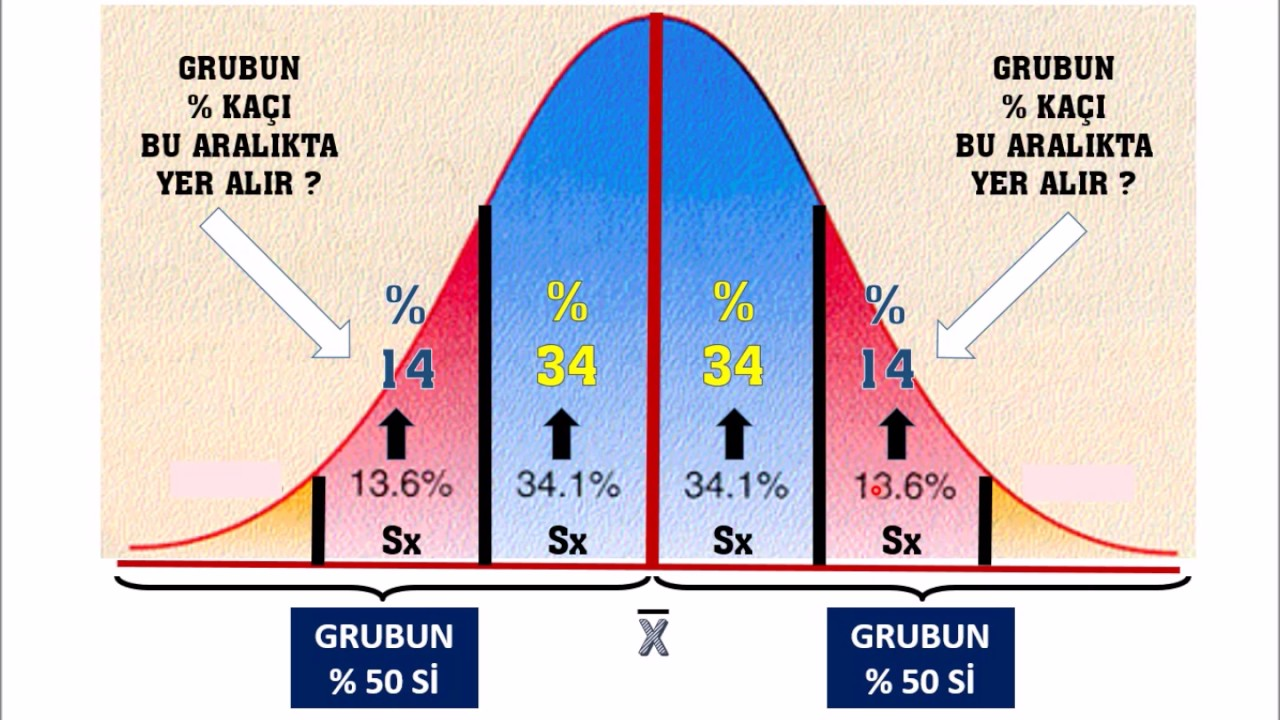 GRUBUN
% KAÇI
BU ARALIKTA
YER ALIR ?
GRUBUN
% KAÇI
BU ARALIKTA
YER ALIR ?
% % % %
14 34 34 14
13.6% 34.1% 34.1% 13.6%
Sx Sx Sx Sx
GRUBUN
% 50 Sİ
X̄
GRUBUN
% 50 Sİ